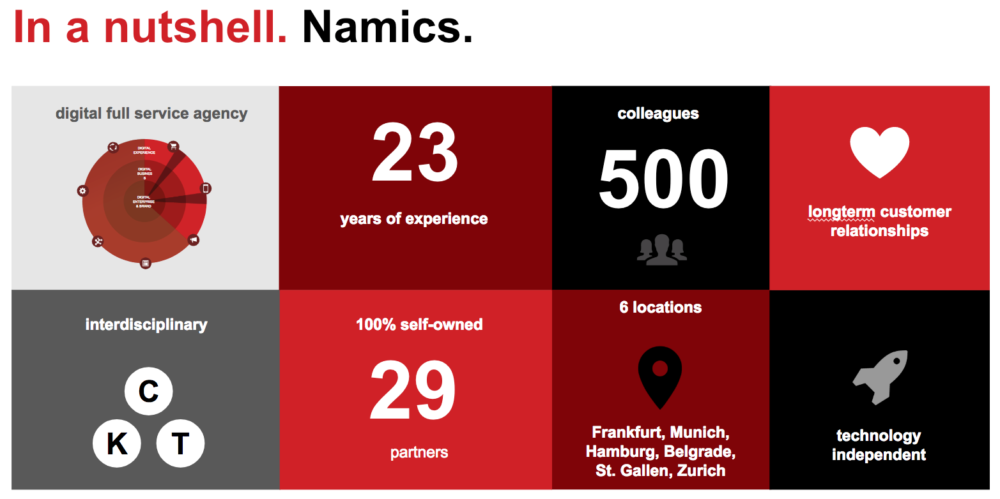 In a nutshell. Namics.
digital full service agency
DIGITAL
EXPERIENCE
DIGITAL
BUSINES
S
DIGITAL
ENTERPRISE
& BRAND
23
years of experience
colleagues
500
longterm customer
relationships
interdisciplinary
C
K T
100% self-owned
29
partners
6 locations
Frankfurt, Munich,
Hamburg, Belgrade,
St. Gallen, Zurich
technology
independent